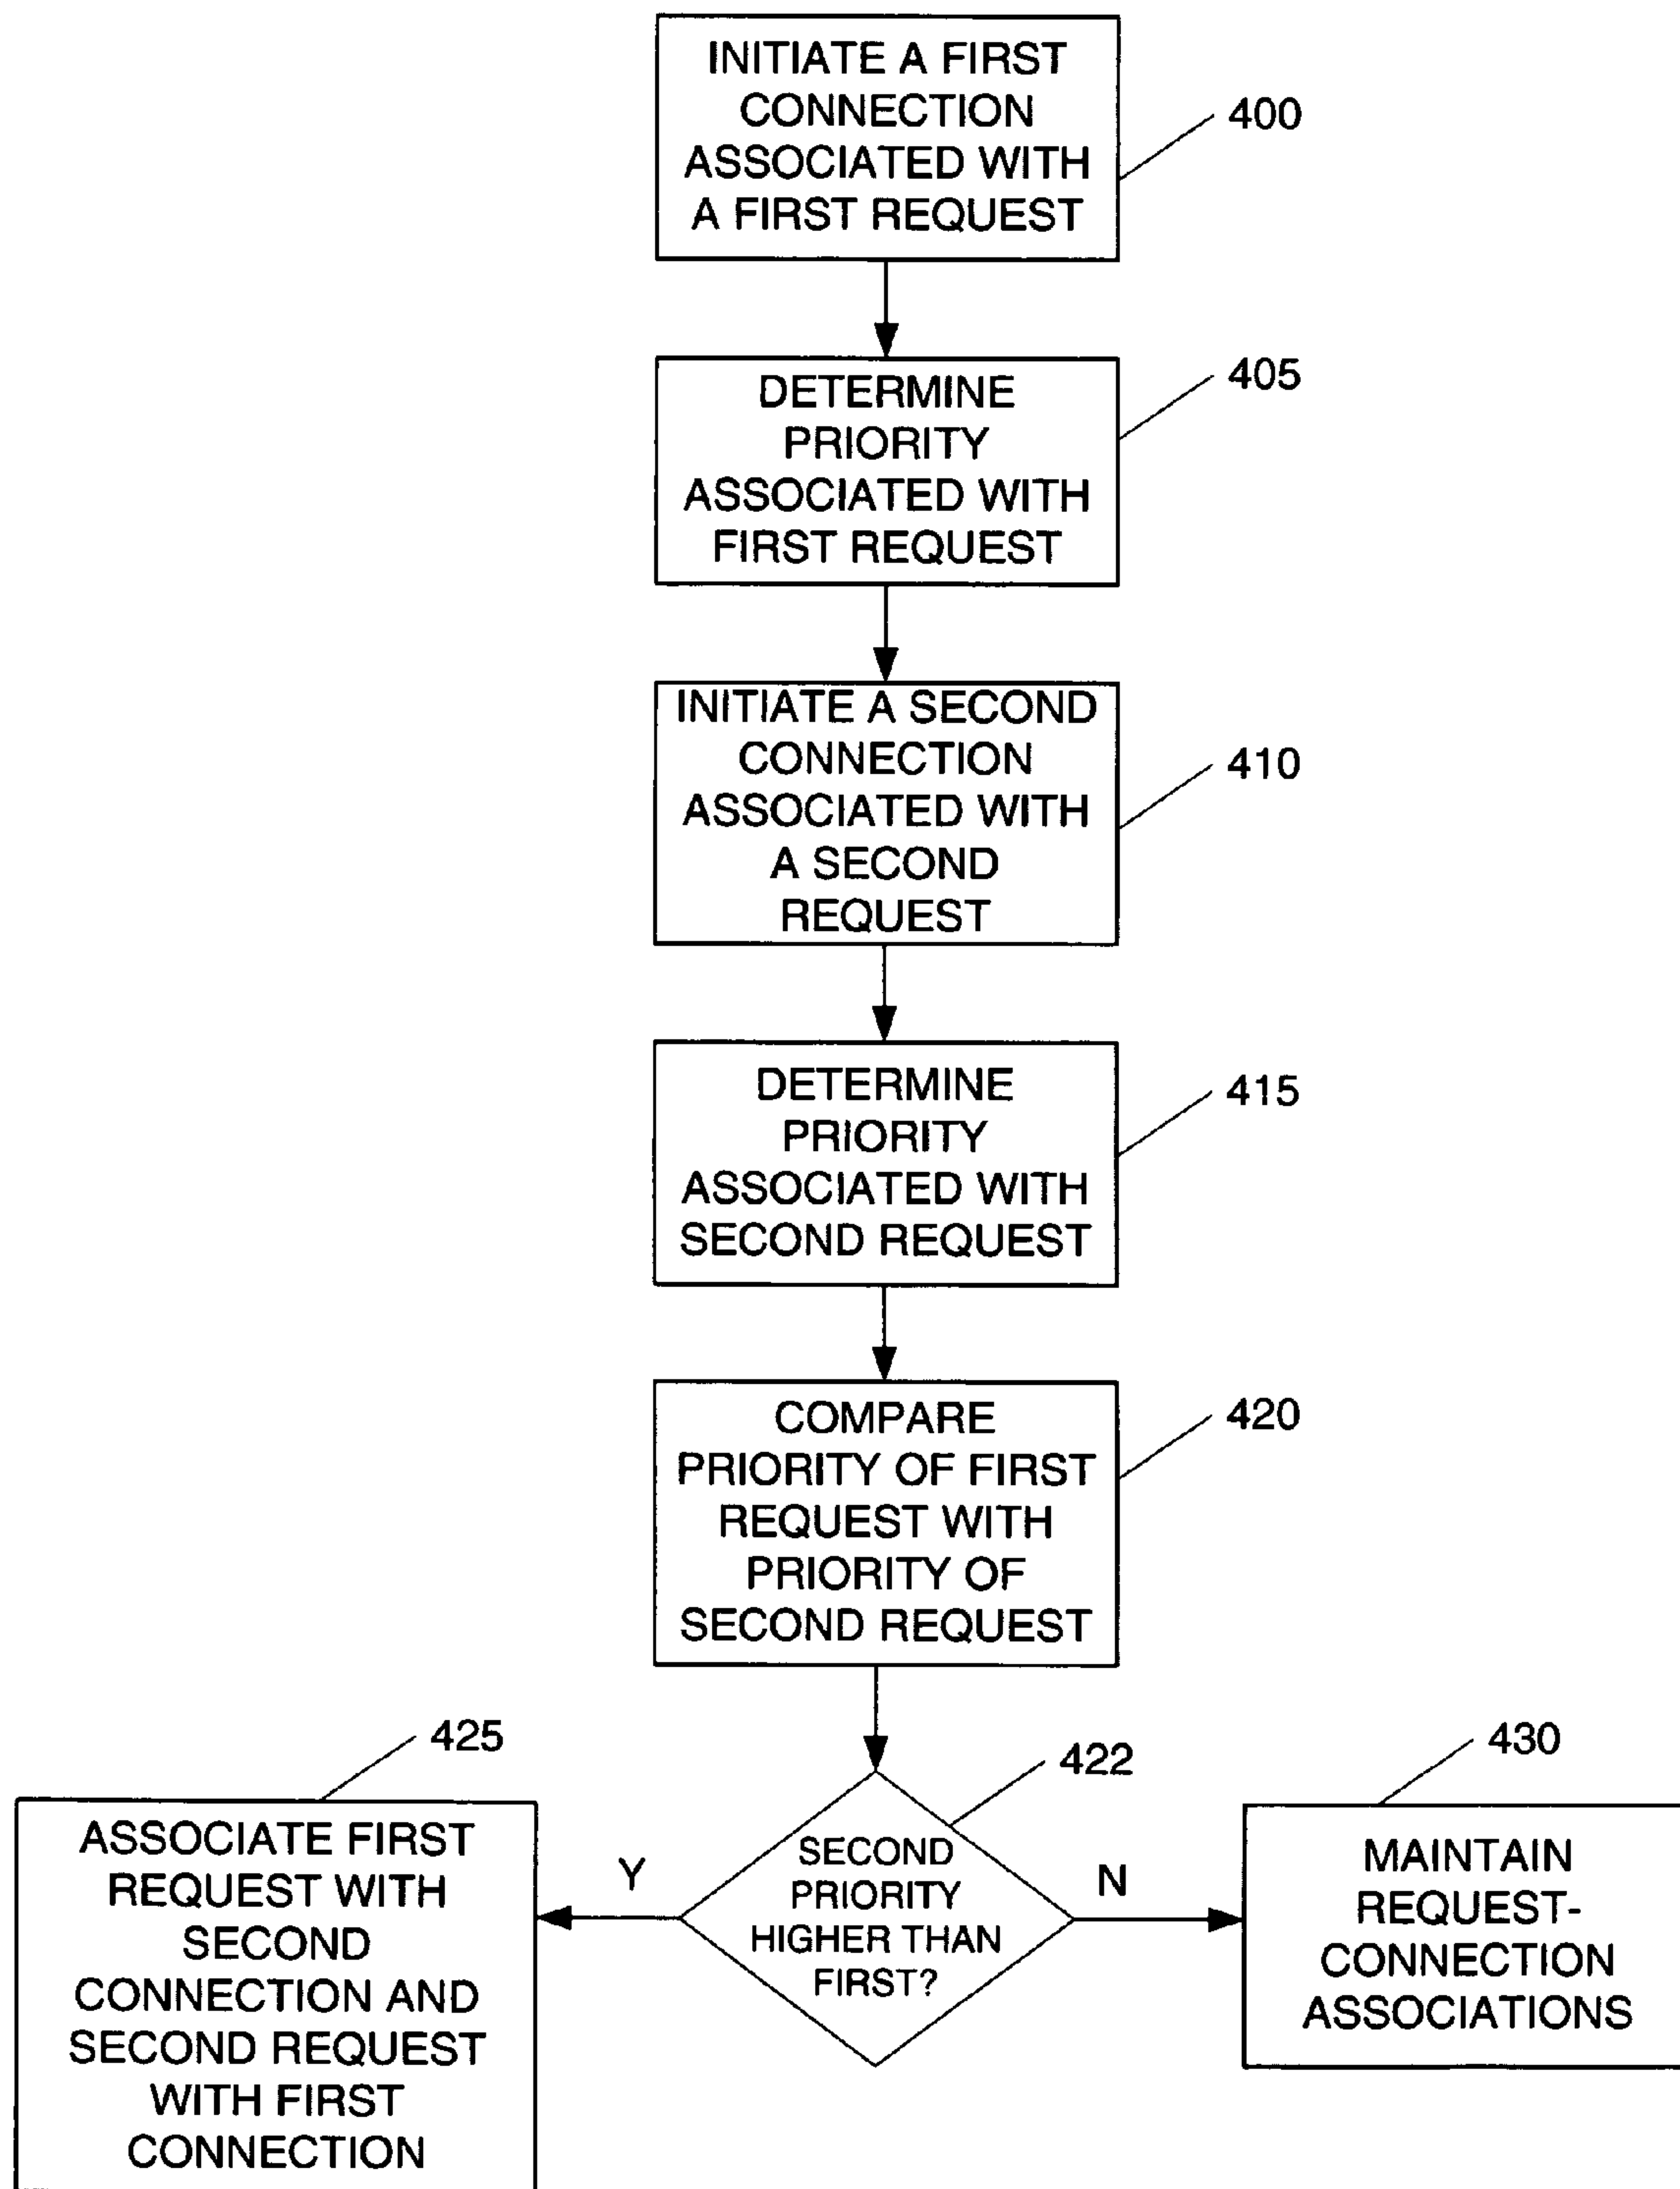 INITIATE A FIRST
CONNECTION
ASSOCIATED WITH
A FIRST REQUEST
400
DETERMINE
PRIORITY
ASSOCIATED WITH
FIRST REQUEST
405
INITIATE A SECOND
CONNECTION
ASSOCIATED WITH
A SECOND
REQUEST
410
DETERMINE
PRIORITY
ASSOCIATED WITH
SECOND REQUEST
415
COMPARE
PRIORITY OF FIRST
REQUEST WITH
PRIORITY OF
SECOND REQUEST
420
425
ASSOCIATE FIRST
REQUEST WITH
SECOND
CONNECTION AND
SECOND REQUEST
WITH FIRST
CONNECTION
Y
422
SECOND
PRIORITY
HIGHER THAN
FIRST?
N
430
MAINTAIN
REQUEST-
CONNECTION
ASSOCIATIONS